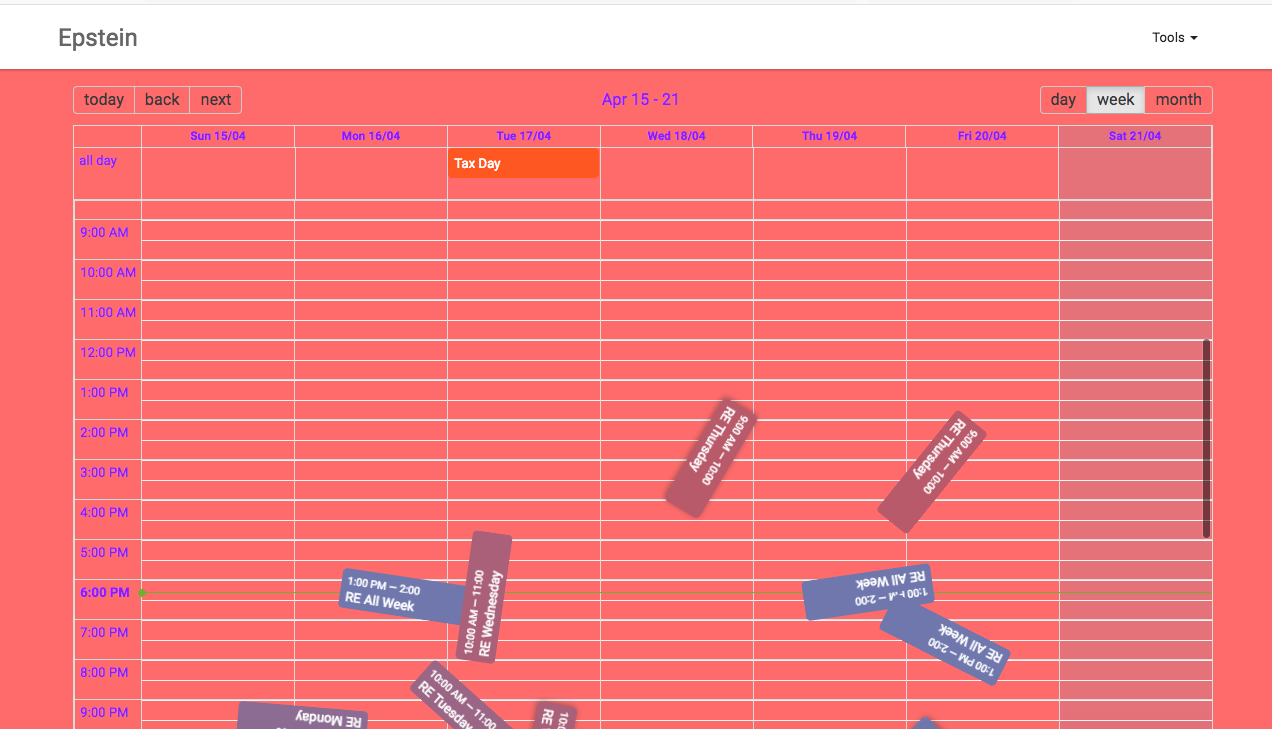 Epstein
Tools
today back next
Apr 15 - 21
day week month
Sun 15/04 Mon 16/04 Tue 17/04 Wed 18/04 Thu 19/04 Fri 20/04 Sat 21/04
all day
Tax Day
9:00 AM
10:00 AM
11:00 AM
12:00 PM
1:00 PM
2:00 PM
3:00 PM
4:00 PM
5:00 PM
6:00 PM
7:00 PM
8:00 PM
9:00 PM
9:00 AM — 10:00
RE Thursday
9:00 AM — 10:00
RE Thursday
1:00 PM — 2:00
RE All Week
10:00 AM — 11:00
RE Wednesday
1:00 PM — 2:00
RE All Week
1:00 PM — 2:00
RE All Week
10:00 AM — 11:00
RE Tuesday
RE Monday
RE